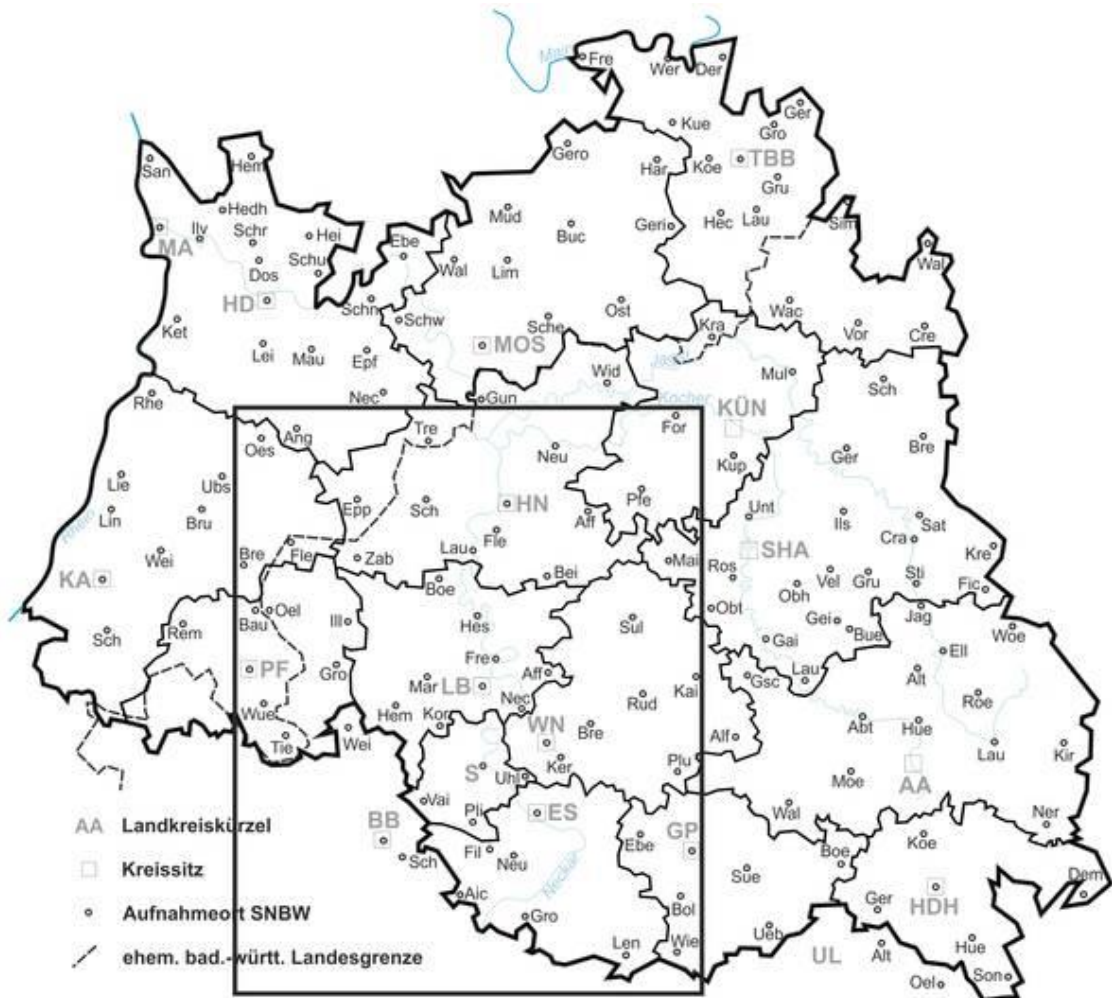 Main
Fre
Wer
Der
Ger
Kue
Gro
Gero
San
Hem
Har
Koe
TBB
Gru
Hedh
Mud
Hec
Lau
Sim
Ilv
Schr
Hei
Buc
Geri
MA
Ebe
Wal
Dos
Schu
Wal
Lim
HD
Schn
Ost
Wac
Ket
Schw
Sche
Kra
Vor
Cre
Lei
Mau
Epf
MOS
Jagst
Mul
Sch
Wid
Rhe
Nec
Gun
Kocher
KÜN
For
Oes
Ang
Tre
Neu
Ger
Bre
Kup
Lie
Ubs
Pfe
Epp
Sch
HN
Aff
Unt
Ils
Sat
Lin
Bru
Rhein
Fle
Cra
Wei
Bre
Fle
Zab
Lau
SHA
Kre
KA
Boe
Bei
Mai
Ros
Vel
Gru
Sti
Obh
Fic
Bau
Oel
Ill
Hes
Sul
Obt
Gei
Bue
Jag
Woe
Sch
Rem
Gai
Ell
PF
Gro
Fre
Mar
LB
Aff
Kai
Gsc
Lau
Alt
Roe
Rud
Nec
Wue
Hem
Kor
WN
Bre
Abt
Hue
Tie
Wei
Alf
Lau
Kir
S
Uhl
Ker
Plu
Moe
AA
Vai
Pli
ES
Wal
Ner
AA Landkreiskürzel
BB
GP
Ebe
Boe
Koe
Sch
Fil
Neu
Kreissitz
Sue
Dem
Neckar
Aic
Bol
Ger
HDH
Aufnahmeort SNBW
Gro
Ueb
Hue
Len
Wie
UL
Alt
ehem. bad.-württ. Landesgrenze
Oel
Son